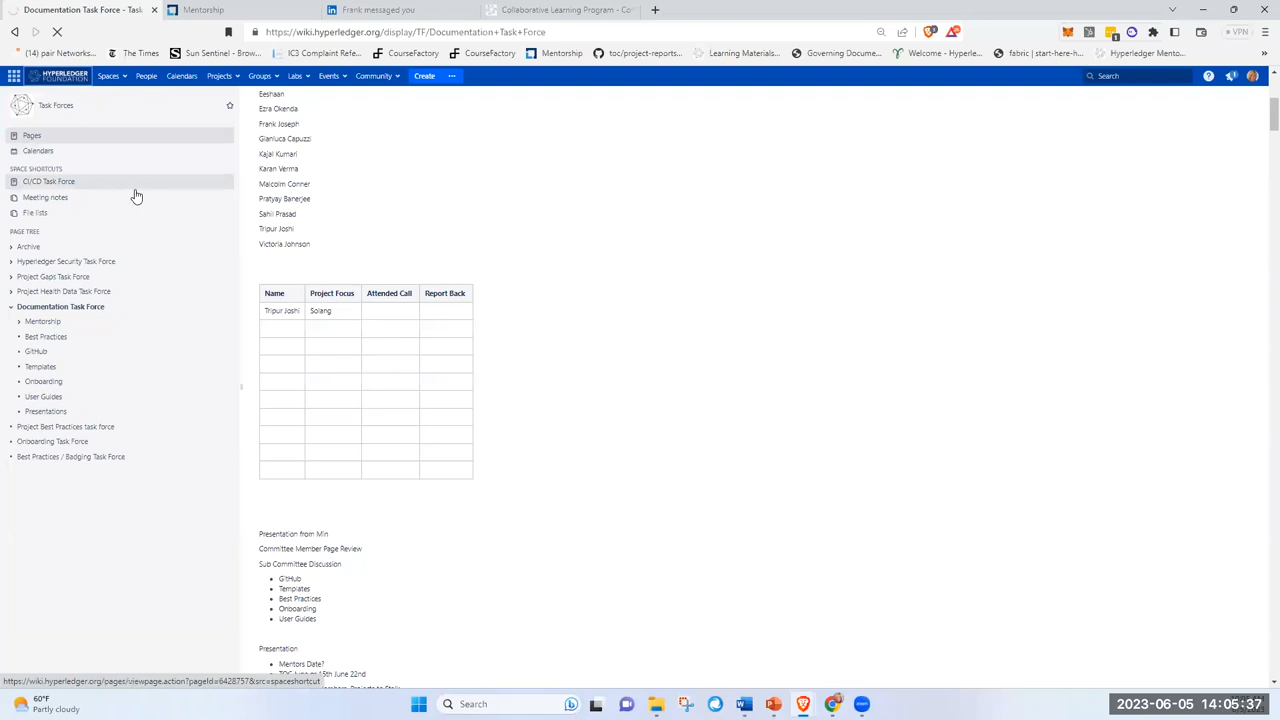 Documentation Task Force - Task
Mentorship
Frank messaged you
Collaborative Learning Program - Co
https://wiki.hyperledger.org/display/TF/Documentation+Task+Force
VPN
(14) pair Networks...
The Times
Sun Sentinel - Brow...
IC3 Complaint Refe...
CourseFactory
CourseFactory
Mentorship
toc/project-reports...
Learning Materials...
Governing Docume...
Welcome - Hyperle...
fabric | start-here-h...
Hyperledger Mento...
HYPERLEDGER FOUNDATION
Spaces People Calendars Projects Groups Labs Events Community Create ...
Search
Task Forces
Pages
Calendars
SPACE SHORTCUTS
CI/CD Task Force
Meeting notes
File lists
PAGE TREE
Archive
Hyperledger Security Task Force
Project Gaps Task Force
Project Health Data Task Force
Documentation Task Force
Mentorship
Best Practices
GitHub
Templates
Onboarding
User Guides
Presentations
Project Best Practices task force
Onboarding Task Force
Best Practices / Badging Task Force
Eeshaan
Ezra Okenda
Frank Joseph
Gianluca Capuzzi
Kajal Kumari
Karan Verma
Malcolm Conner
Pratyay Banerjee
Sahil Prasad
Tripur Joshi
Victoria Johnson
Name Project Focus Attended Call Report Back
Tripur Joshi Solang
Presentation from Min
Committee Member Page Review
Sub Committee Discussion
GitHub
Templates
Best Practices
Onboarding
User Guides
Presentation
Mentors Date?
https://wiki.hyperledger.org/pages/viewpage.action?pageId=6428757&src=spaceshortcut
60°F
Partly cloudy
Search
2023-06-05 14:05:37